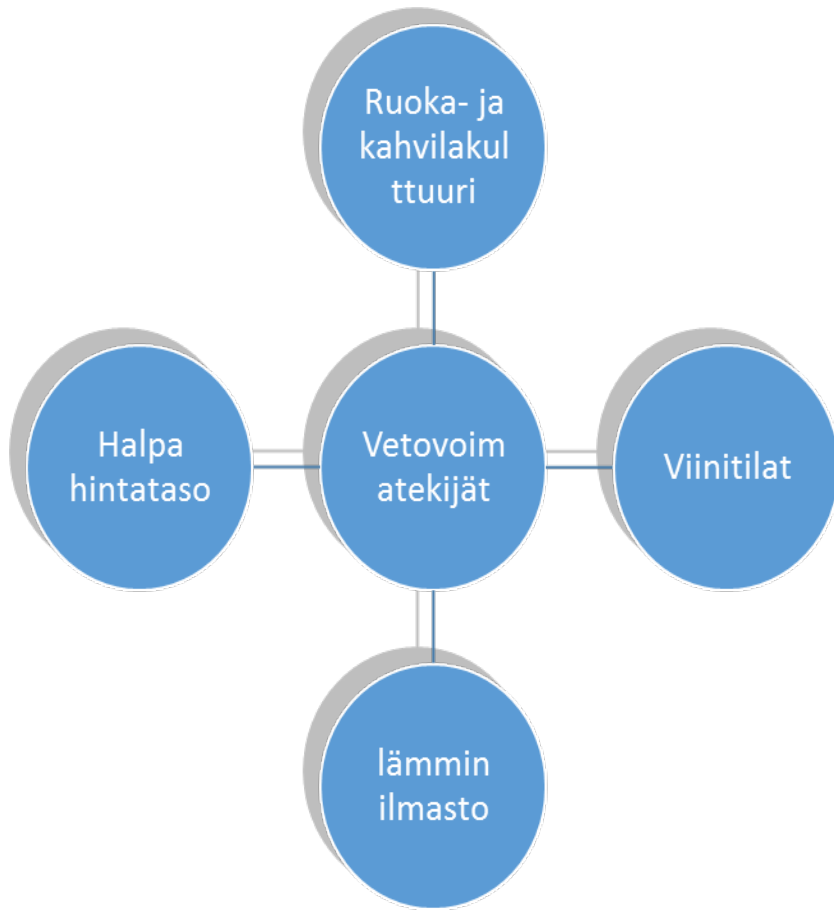 Ruoka- ja
kahvilakul
ttuuri
Halpa
hintataso
Vetovoim
atekijät
Viinitilat
lämmin
ilmasto